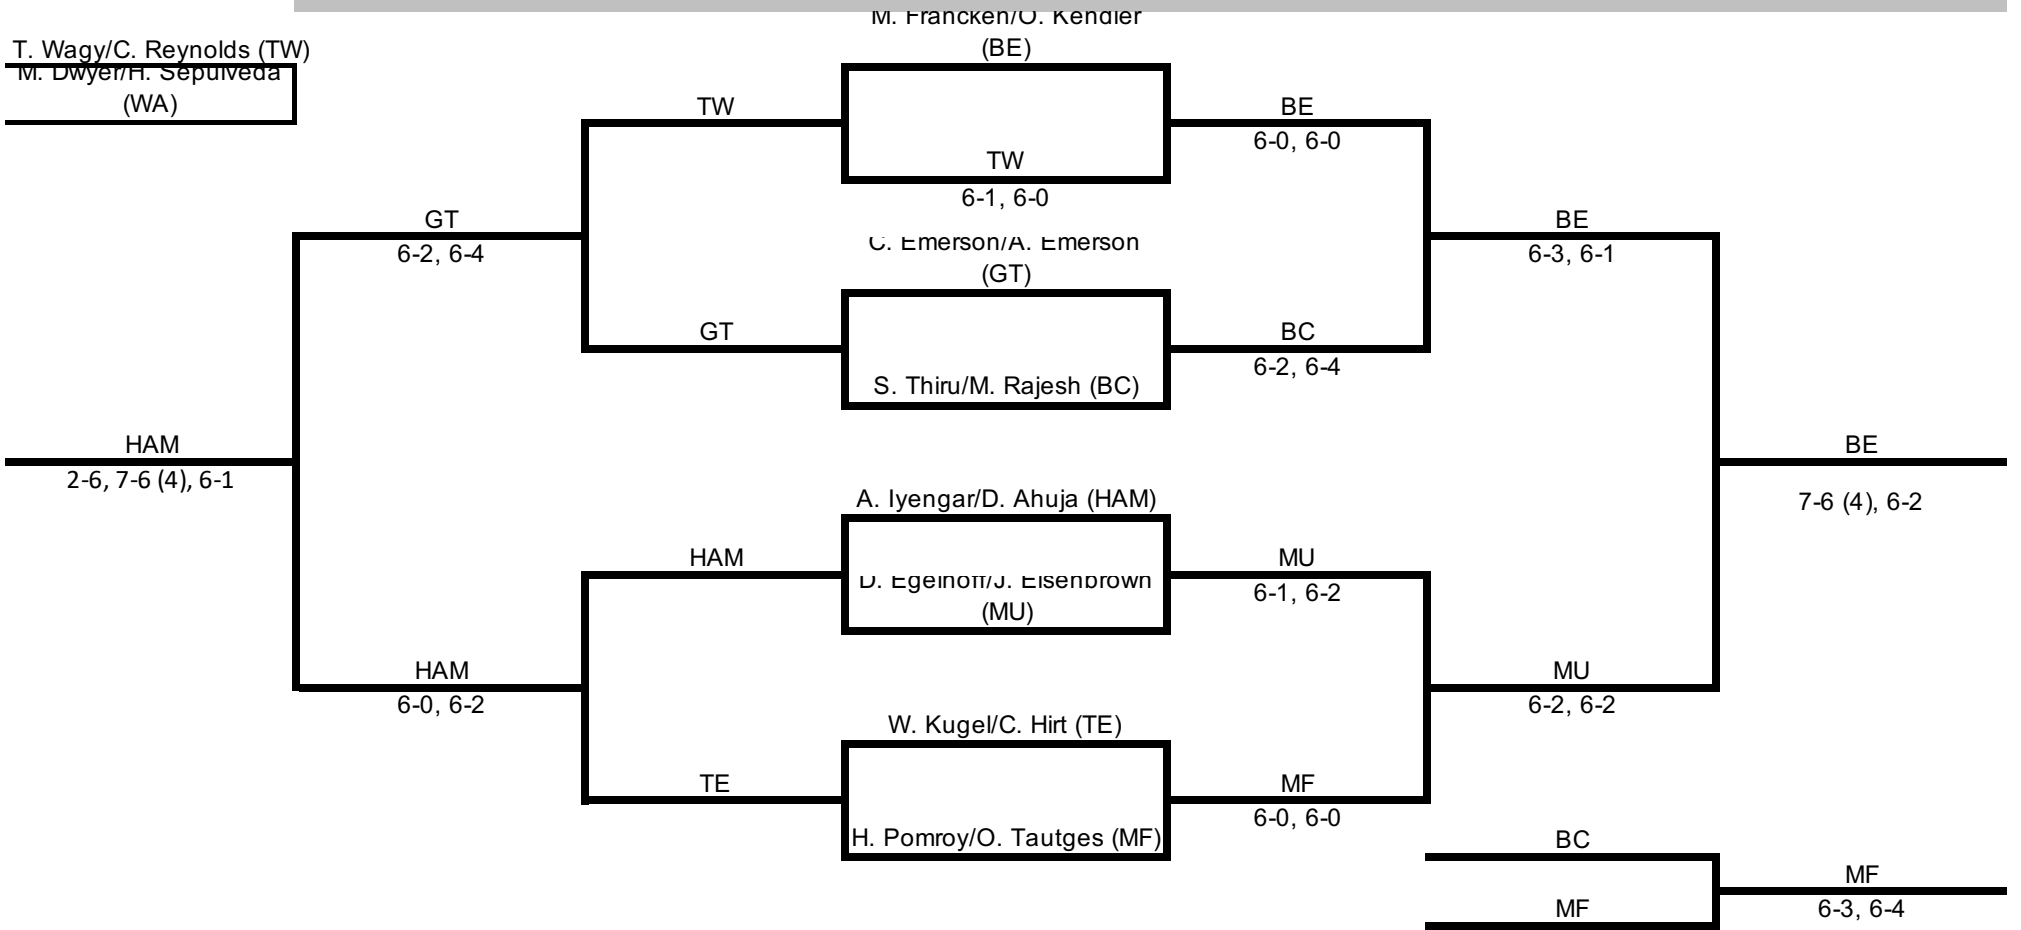 M. Francken/O. Kendler
(BE)
T. Wagy/C. Reynolds (TW)
M. Dwyer/H. Sepulveda
(WA)
TW
BE
6-0, 6-0
TW
6-1, 6-0
GT
6-2, 6-4
C. Emerson/A. Emerson
(GT)
BE
6-3, 6-1
GT
BC
6-2, 6-4
S. Thiru/M. Rajesh (BC)
HAM
2-6, 7-6 (4), 6-1
BE
7-6 (4), 6-2
A. Iyengar/D. Ahuja (HAM)
HAM
MU
6-1, 6-2
D. Egelhoff/J. Eisenbrown
(MU)
HAM
6-0, 6-2
MU
6-2, 6-2
W. Kugel/C. Hirt (TE)
TE
MF
6-0, 6-0
H. Pomroy/O. Tautges (MF)
BC
MF
6-3, 6-4
MF